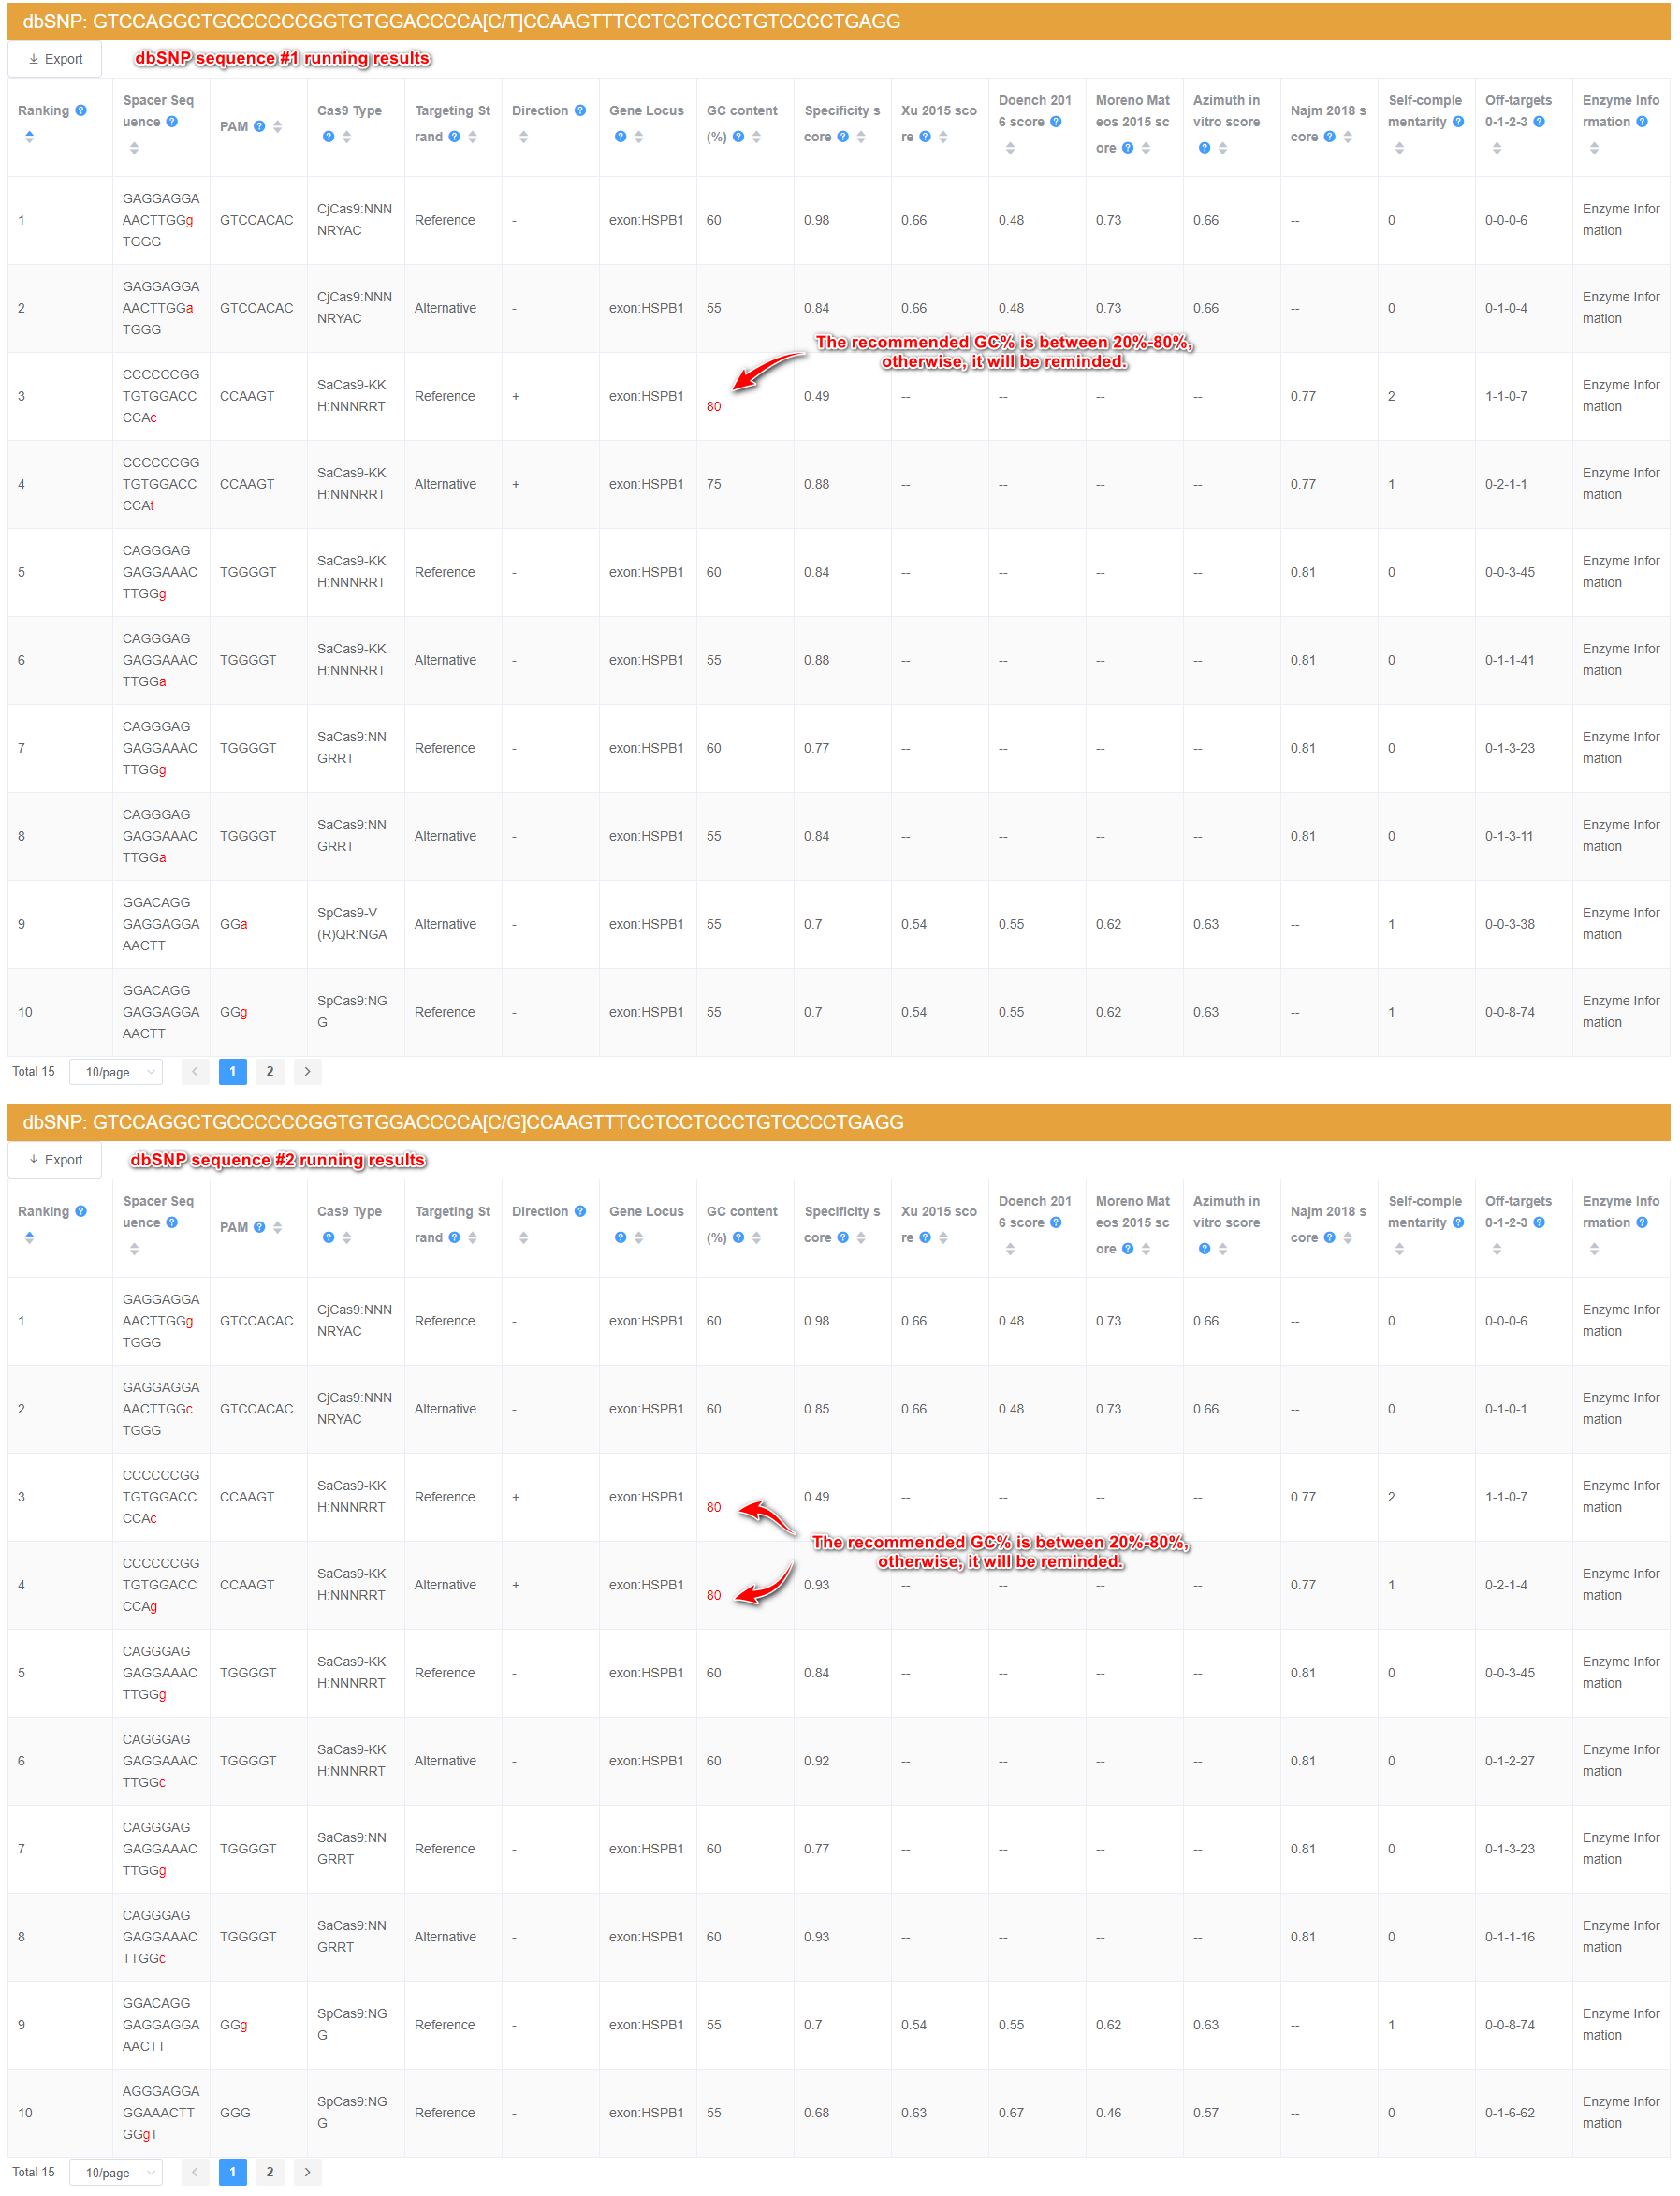 dbSNP: GTCCAGGCTGCCCCCCGGTGTGGACCCCA[C/T]CCAAGTTTCCTCCTCCCTGTCCCCTGAGG
Export
dbSNP sequence #1 running results
Ranking Spacer Sequence PAM Cas9 Type Targeting Strand Direction Gene Locus GC content (%) Specificity score Xu 2015 score Doench 2016 score Moreno Mateos 2015 score Azimuth in vitro score Najm 2018 score Self-complementarity Off-targets 0-1-2-3 Enzyme Information
1 GAGGAGGAAACTTGGgTGGG GTCCACAC CjCas9:NNNNRYAC Reference - exon:HSPB1 60 0.98 0.66 0.48 0.73 0.66 -- 0 0-0-0-6 Enzyme Information
2 GAGGAGGAAACTTGGaTGGG GTCCACAC CjCas9:NNNNRYAC Alternative - exon:HSPB1 55 0.84 0.66 0.48 0.73 0.66 -- 0 0-1-0-4 Enzyme Information
The recommended GC% is between 20%-80%,
otherwise, it will be reminded.
3 CCCCCCGGTGTGGACCCCAc CCAAGT SaCas9-KKH:NNNRRT Reference + exon:HSPB1 80 0.49 -- -- -- -- 0.77 2 1-1-0-7 Enzyme Information
4 CCCCCCGGTGTGGACCCCAt CCAAGT SaCas9-KKH:NNNRRT Alternative + exon:HSPB1 75 0.88 -- -- -- -- 0.77 1 0-2-1-1 Enzyme Information
5 CAGGGAGGAGGAAACTTGGg TGGGGT SaCas9-KKH:NNNRRT Reference - exon:HSPB1 60 0.84 -- -- -- -- 0.81 0 0-0-3-45 Enzyme Information
6 CAGGGAGGAGGAAACTTGGa TGGGGT SaCas9-KKH:NNNRRT Alternative - exon:HSPB1 55 0.88 -- -- -- -- 0.81 0 0-1-1-41 Enzyme Information
7 CAGGGAGGAGGAAACTTGGg TGGGGT SaCas9:NNGRRT Reference - exon:HSPB1 60 0.77 -- -- -- -- 0.81 0 0-1-3-23 Enzyme Information
8 CAGGGAGGAGGAAACTTGGa TGGGGT SaCas9:NNGRRT Alternative - exon:HSPB1 55 0.84 -- -- -- -- 0.81 0 0-1-3-11 Enzyme Information
9 GGACAGGGAGGAGGAAACTT GGa SpCas9-V(R)QR:NGA Alternative - exon:HSPB1 55 0.7 0.54 0.55 0.62 0.63 -- 1 0-0-3-38 Enzyme Information
10 GGACAGGGAGGAGGAAACTT GGg SpCas9:NGG Reference - exon:HSPB1 55 0.7 0.54 0.55 0.62 0.63 -- 1 0-0-8-74 Enzyme Information
Total 15 10/page 1 2
dbSNP: GTCCAGGCTGCCCCCCGGTGTGGACCCCA[C/G]CCAAGTTTCCTCCTCCCTGTCCCCTGAGG
Export
dbSNP sequence #2 running results
Ranking Spacer Sequence PAM Cas9 Type Targeting Strand Direction Gene Locus GC content (%) Specificity score Xu 2015 score Doench 2016 score Moreno Mateos 2015 score Azimuth in vitro score Najm 2018 score Self-complementarity Off-targets 0-1-2-3 Enzyme Information
1 GAGGAGGAAACTTGGgTGGG GTCCACAC CjCas9:NNNNRYAC Reference - exon:HSPB1 60 0.98 0.66 0.48 0.73 0.66 -- 0 0-0-0-6 Enzyme Information
2 GAGGAGGAAACTTGGcTGGG GTCCACAC CjCas9:NNNNRYAC Alternative - exon:HSPB1 60 0.85 0.66 0.48 0.73 0.66 -- 0 0-1-0-1 Enzyme Information
3 CCCCCCGGTGTGGACCCCAc CCAAGT SaCas9-KKH:NNNRRT Reference + exon:HSPB1 80 0.49 -- -- -- -- 0.77 2 1-1-0-7 Enzyme Information
The recommended GC% is between 20%-80%,
otherwise, it will be reminded.
4 CCCCCCGGTGTGGACCCCAg CCAAGT SaCas9-KKH:NNNRRT Alternative + exon:HSPB1 80 0.93 -- -- -- -- 0.77 1 0-2-1-4 Enzyme Information
5 CAGGGAGGAGGAAACTTGGg TGGGGT SaCas9-KKH:NNNRRT Reference - exon:HSPB1 60 0.84 -- -- -- -- 0.81 0 0-0-3-45 Enzyme Information
6 CAGGGAGGAGGAAACTTGGc TGGGGT SaCas9-KKH:NNNRRT Alternative - exon:HSPB1 60 0.92 -- -- -- -- 0.81 0 0-1-2-27 Enzyme Information
7 CAGGGAGGAGGAAACTTGGg TGGGGT SaCas9:NNGRRT Reference - exon:HSPB1 60 0.77 -- -- -- -- 0.81 0 0-1-3-23 Enzyme Information
8 CAGGGAGGAGGAAACTTGGc TGGGGT SaCas9:NNGRRT Alternative - exon:HSPB1 60 0.93 -- -- -- -- 0.81 0 0-1-1-16 Enzyme Information
9 GGACAGGGAGGAGGAAACTT GGg SpCas9:NGG Reference - exon:HSPB1 55 0.7 0.54 0.55 0.62 0.63 -- 1 0-0-8-74 Enzyme Information
10 AGGGAGGAGGAAACTTGGgT GGG SpCas9:NGG Reference - exon:HSPB1 55 0.68 0.63 0.67 0.46 0.57 -- 0 0-1-6-62 Enzyme Information
Total 15 10/page 1 2